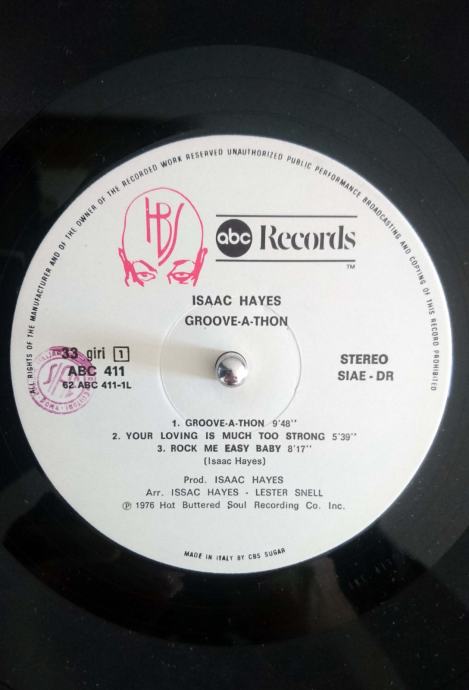 ALL RIGHTS OF THE MANUFACTURER AND OF THE OWNER OF THE RECORDED WORK RESERVED UNAUTHORIZED PUBLIC PERFORMANCE BROADCASTING AND COPYING OF THIS RECORD PROHIBITED
HBS
abc Records
TM
ISAAC HAYES
GROOVE-A-THON
33 giri 1
ABC 411
62 ABC 411-1L
STEREO
SIAE - DR
1. GROOVE-A-THON 9'48''
2. YOUR LOVING IS MUCH TOO STRONG 5'39''
3. ROCK ME EASY BABY 8'17''
(Isaac Hayes)
Prod. ISAAC HAYES
Arr. ISSAC HAYES - LESTER SNELL
℗ 1976 Hot Buttered Soul Recording Co. Inc.
MADE IN ITALY BY CBS SUGAR